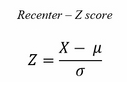 Recenter – Z score
Z = X − μ / σ